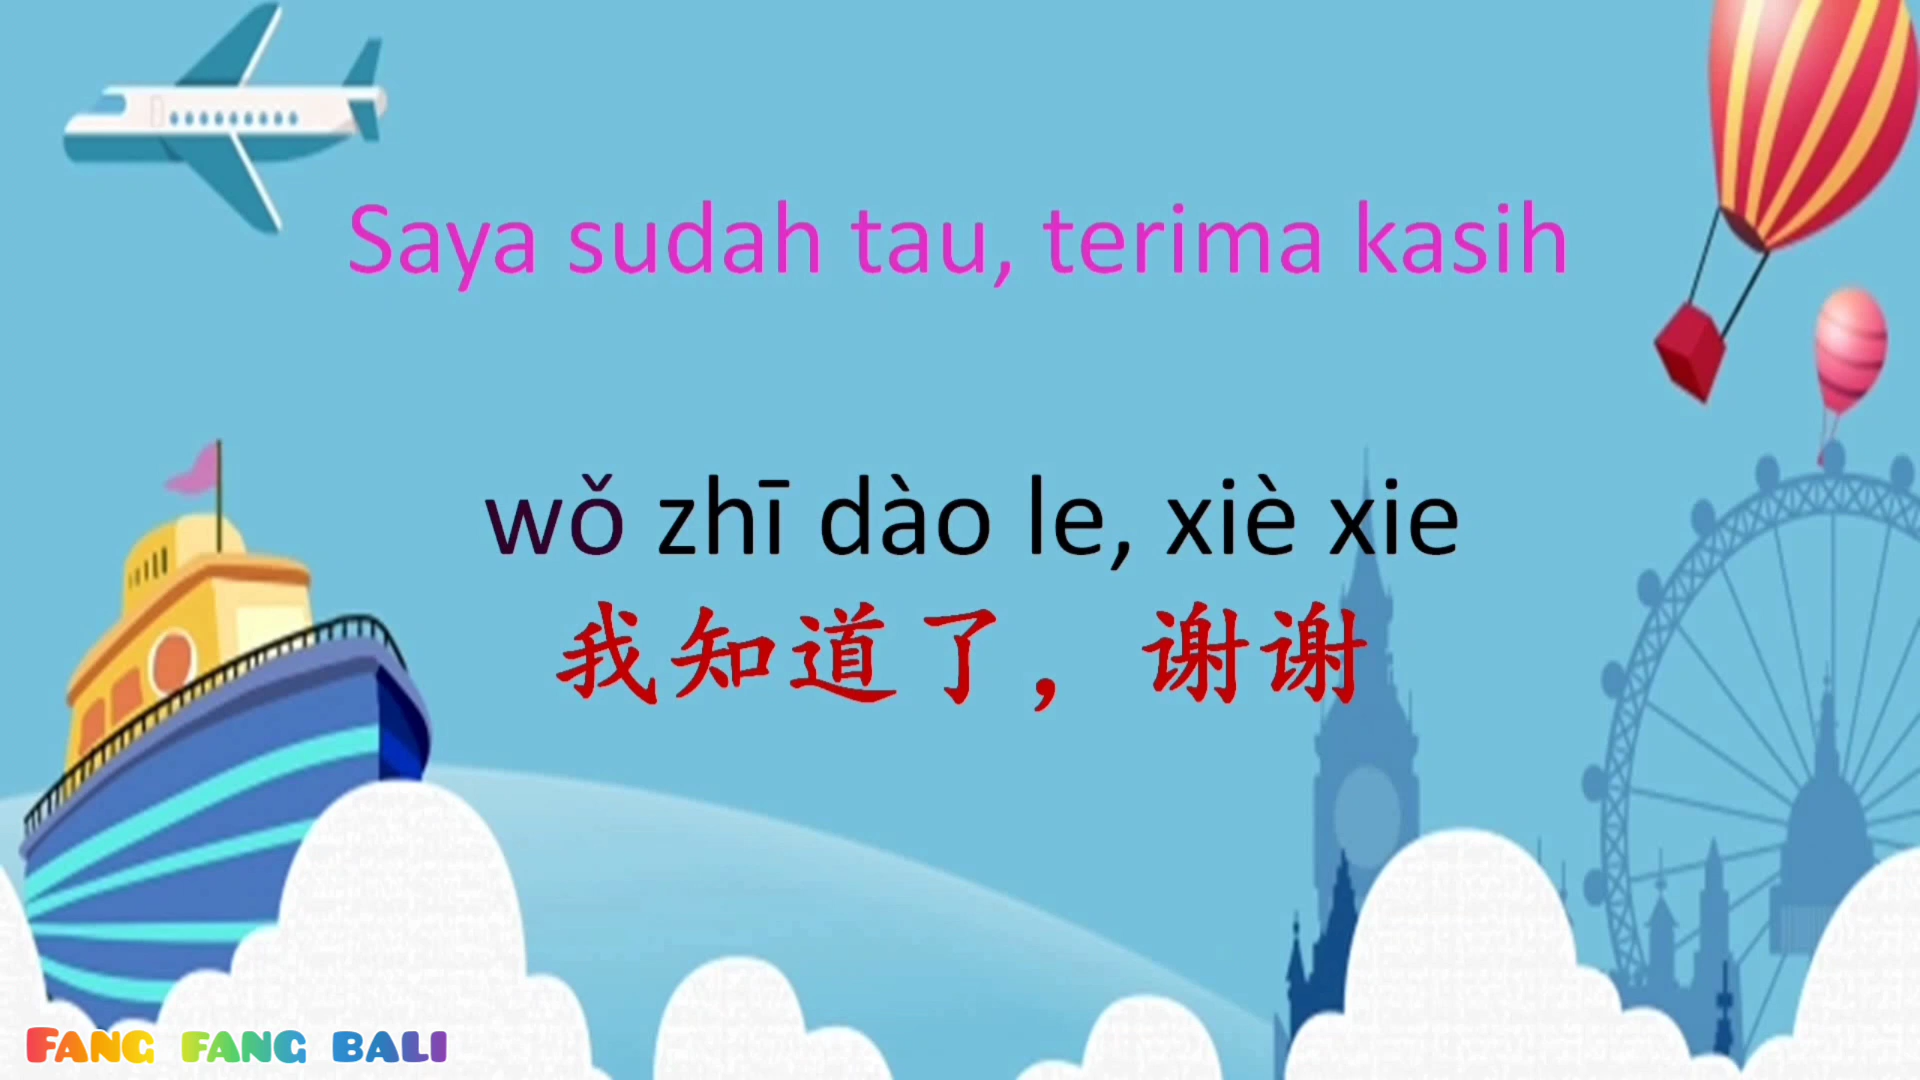 Saya sudah tau, terima kasih
wǒ zhī dào le, xiè xie
我知道了，谢谢
FANG FANG BALI